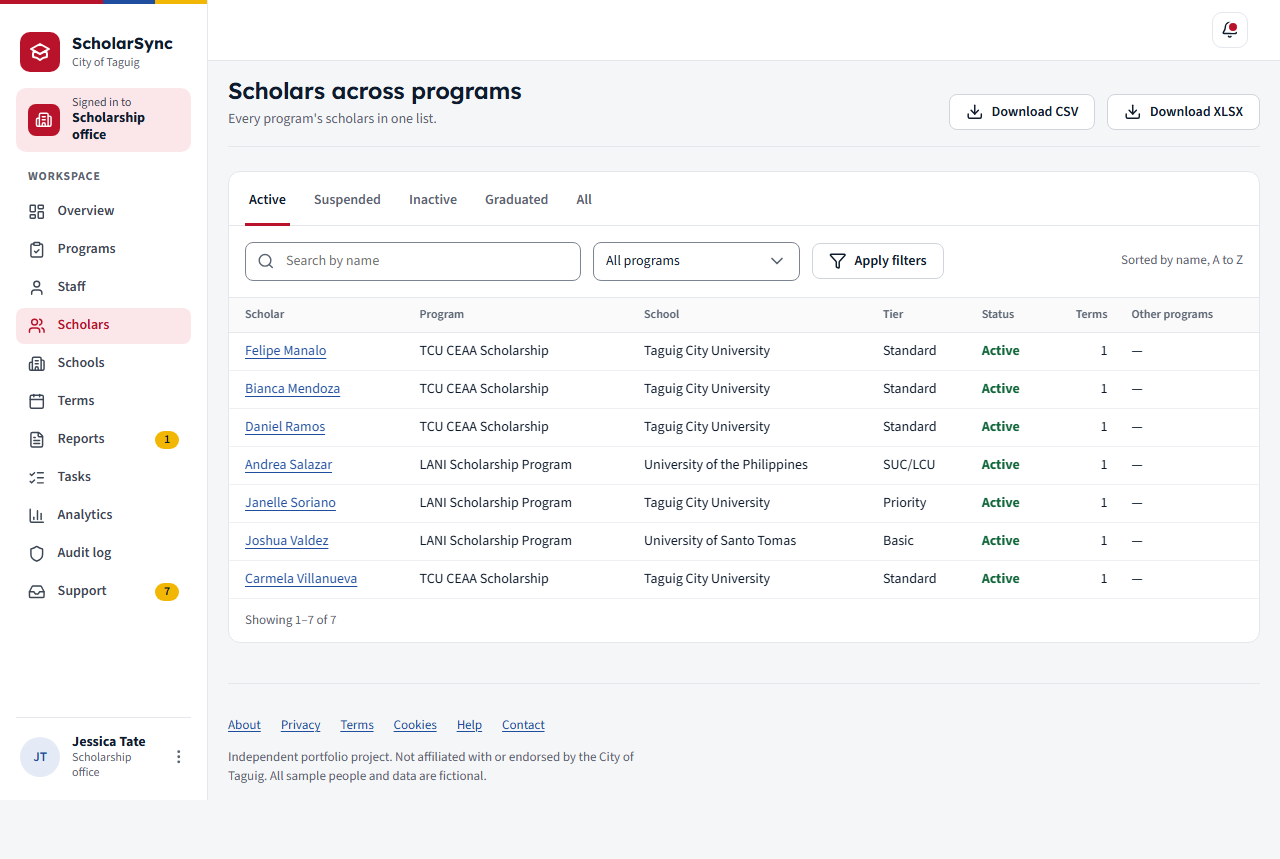 ScholarSync
City of Taguig
Signed in to
Scholarship
office
WORKSPACE
Overview
Programs
Staff
Scholars
Schools
Terms
Reports 1
Tasks
Analytics
Audit log
Support 7
JT
Jessica Tate
Scholarship
office
Scholars across programs
Every program's scholars in one list.
Download CSV
Download XLSX
Active Suspended Inactive Graduated All
Search by name
All programs
Apply filters
Sorted by name, A to Z
Scholar Program School Tier Status Terms Other programs
Felipe Manalo TCU CEAA Scholarship Taguig City University Standard Active 1 —
Bianca Mendoza TCU CEAA Scholarship Taguig City University Standard Active 1 —
Daniel Ramos TCU CEAA Scholarship Taguig City University Standard Active 1 —
Andrea Salazar LANI Scholarship Program University of the Philippines SUC/LCU Active 1 —
Janelle Soriano LANI Scholarship Program Taguig City University Priority Active 1 —
Joshua Valdez LANI Scholarship Program University of Santo Tomas Basic Active 1 —
Carmela Villanueva TCU CEAA Scholarship Taguig City University Standard Active 1 —
Showing 1–7 of 7
About Privacy Terms Cookies Help Contact
Independent portfolio project. Not affiliated with or endorsed by the City of
Taguig. All sample people and data are fictional.